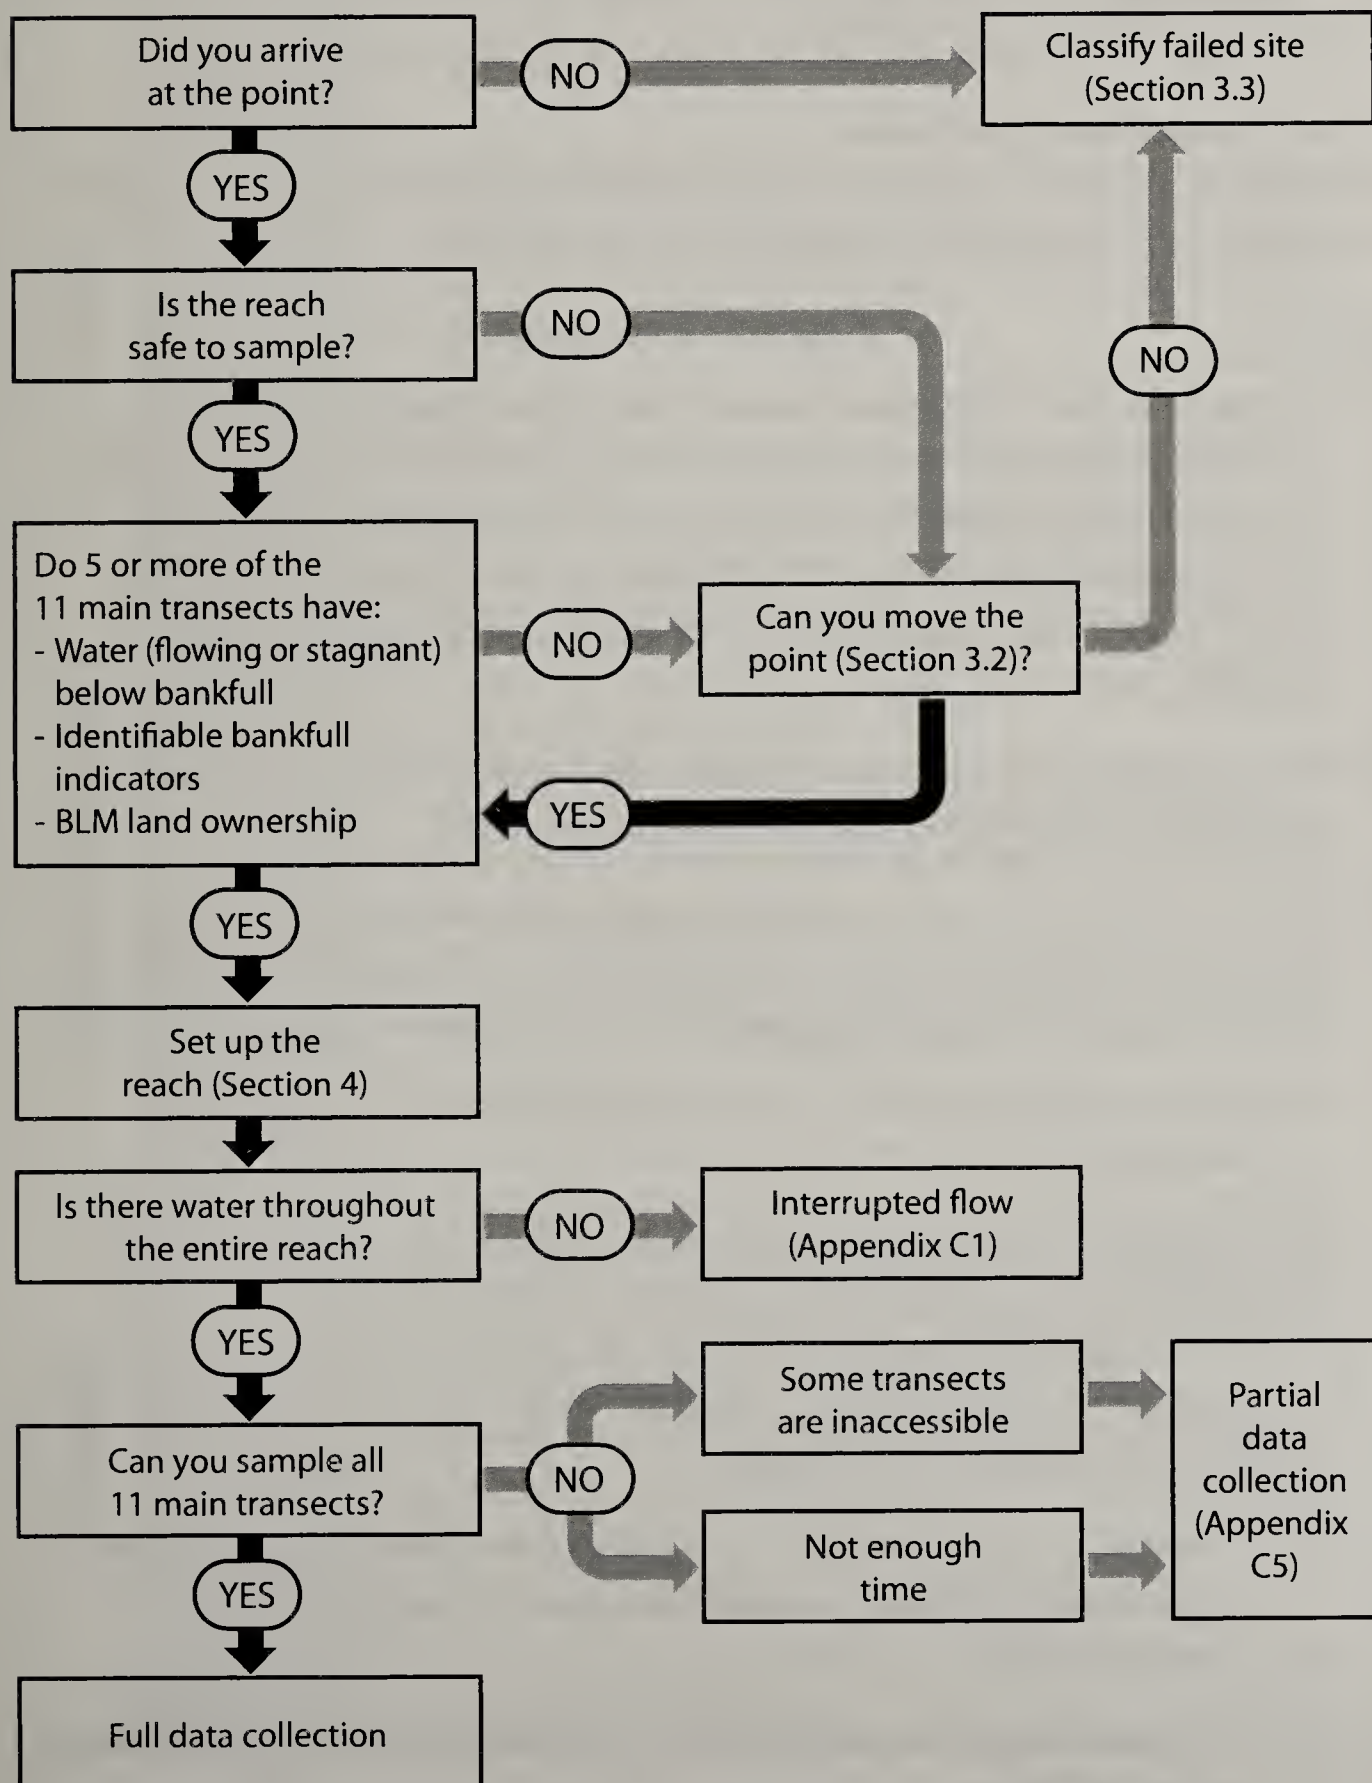 Did you arrive
at the point?
NO
Classify failed site
(Section 3.3)
YES
Is the reach
safe to sample?
NO
NO
YES
Do 5 or more of the
11 main transects have:
- Water (flowing or stagnant)
below bankfull
- Identifiable bankfull
indicators
- BLM land ownership
NO
Can you move the
point (Section 3.2)?
YES
YES
Set up the
reach (Section 4)
Is there water throughout
the entire reach?
NO
Interrupted flow
(Appendix C1)
YES
Can you sample all
11 main transects?
NO
Some transects
are inaccessible
Not enough
time
Partial
data
collection
(Appendix
C5)
YES
Full data collection